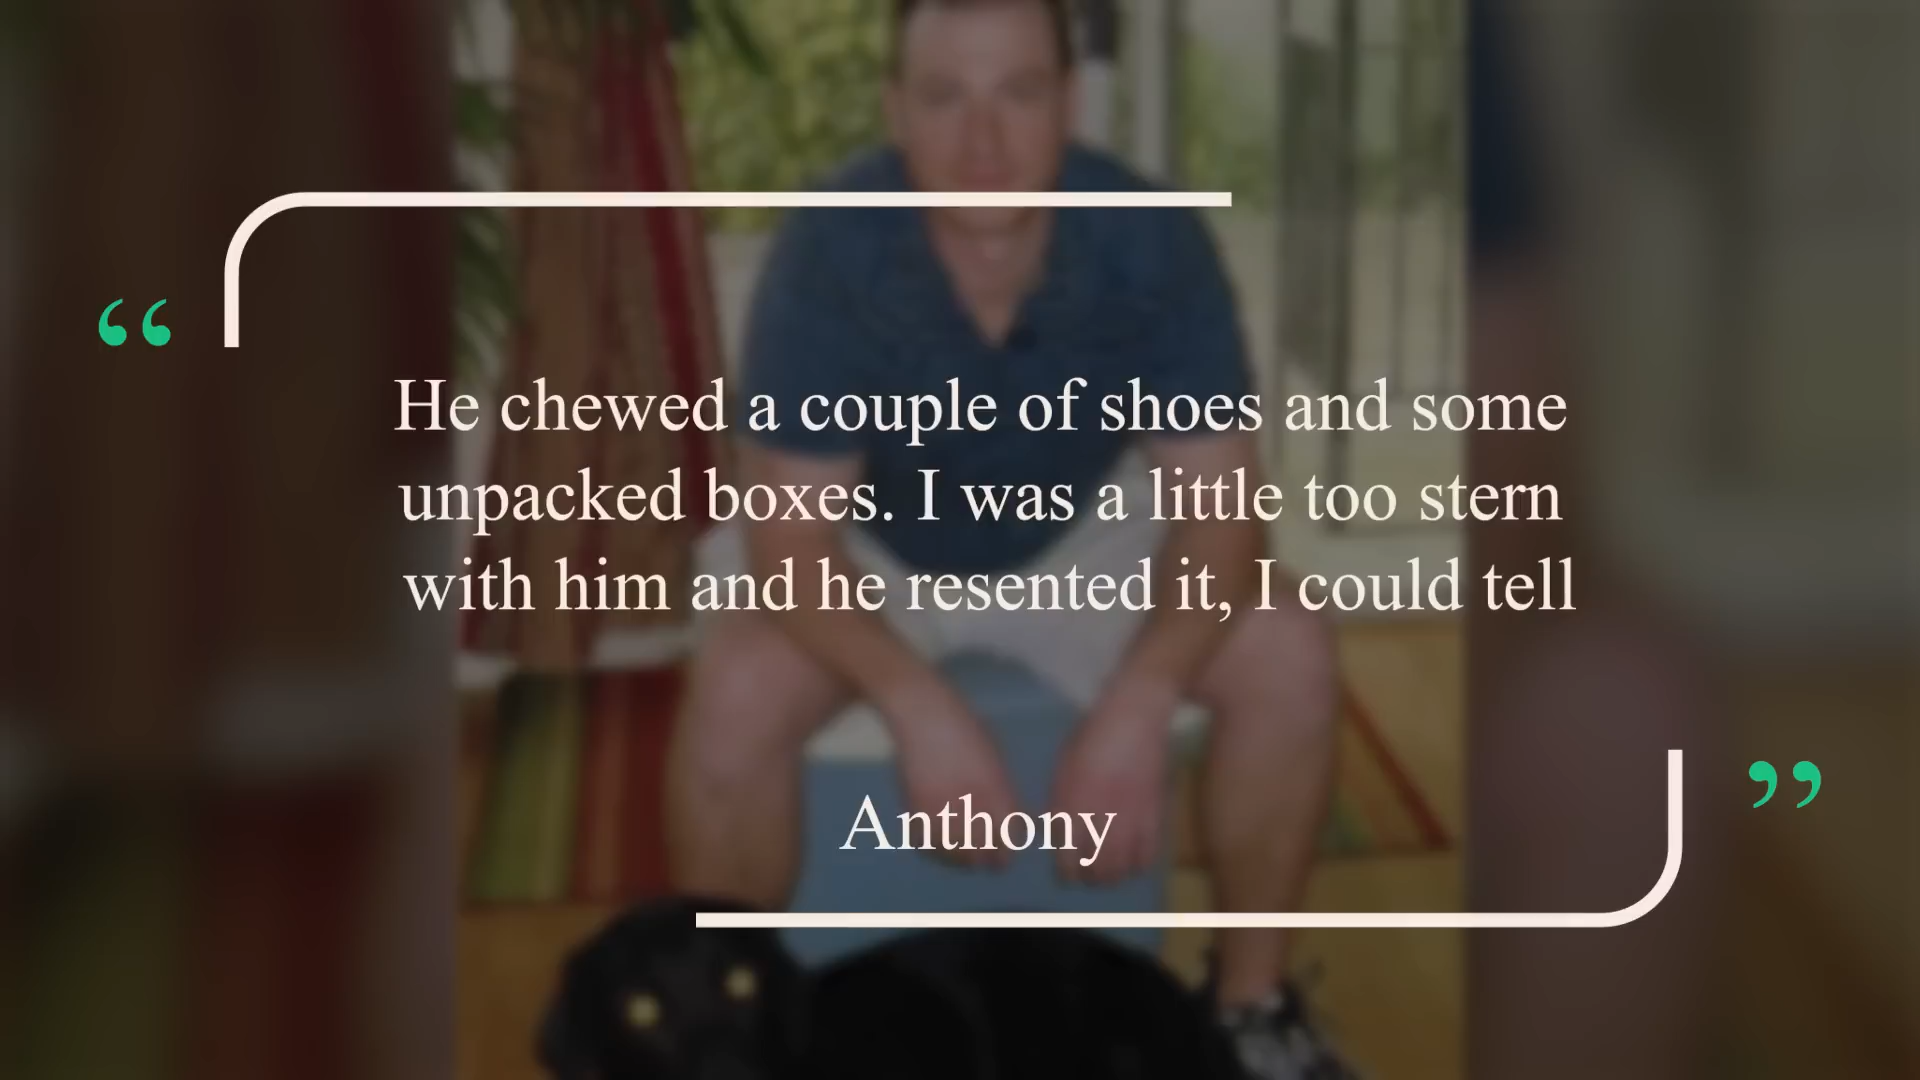 “
He chewed a couple of shoes and some
unpacked boxes. I was a little too stern
with him and he resented it, I could tell
”
Anthony